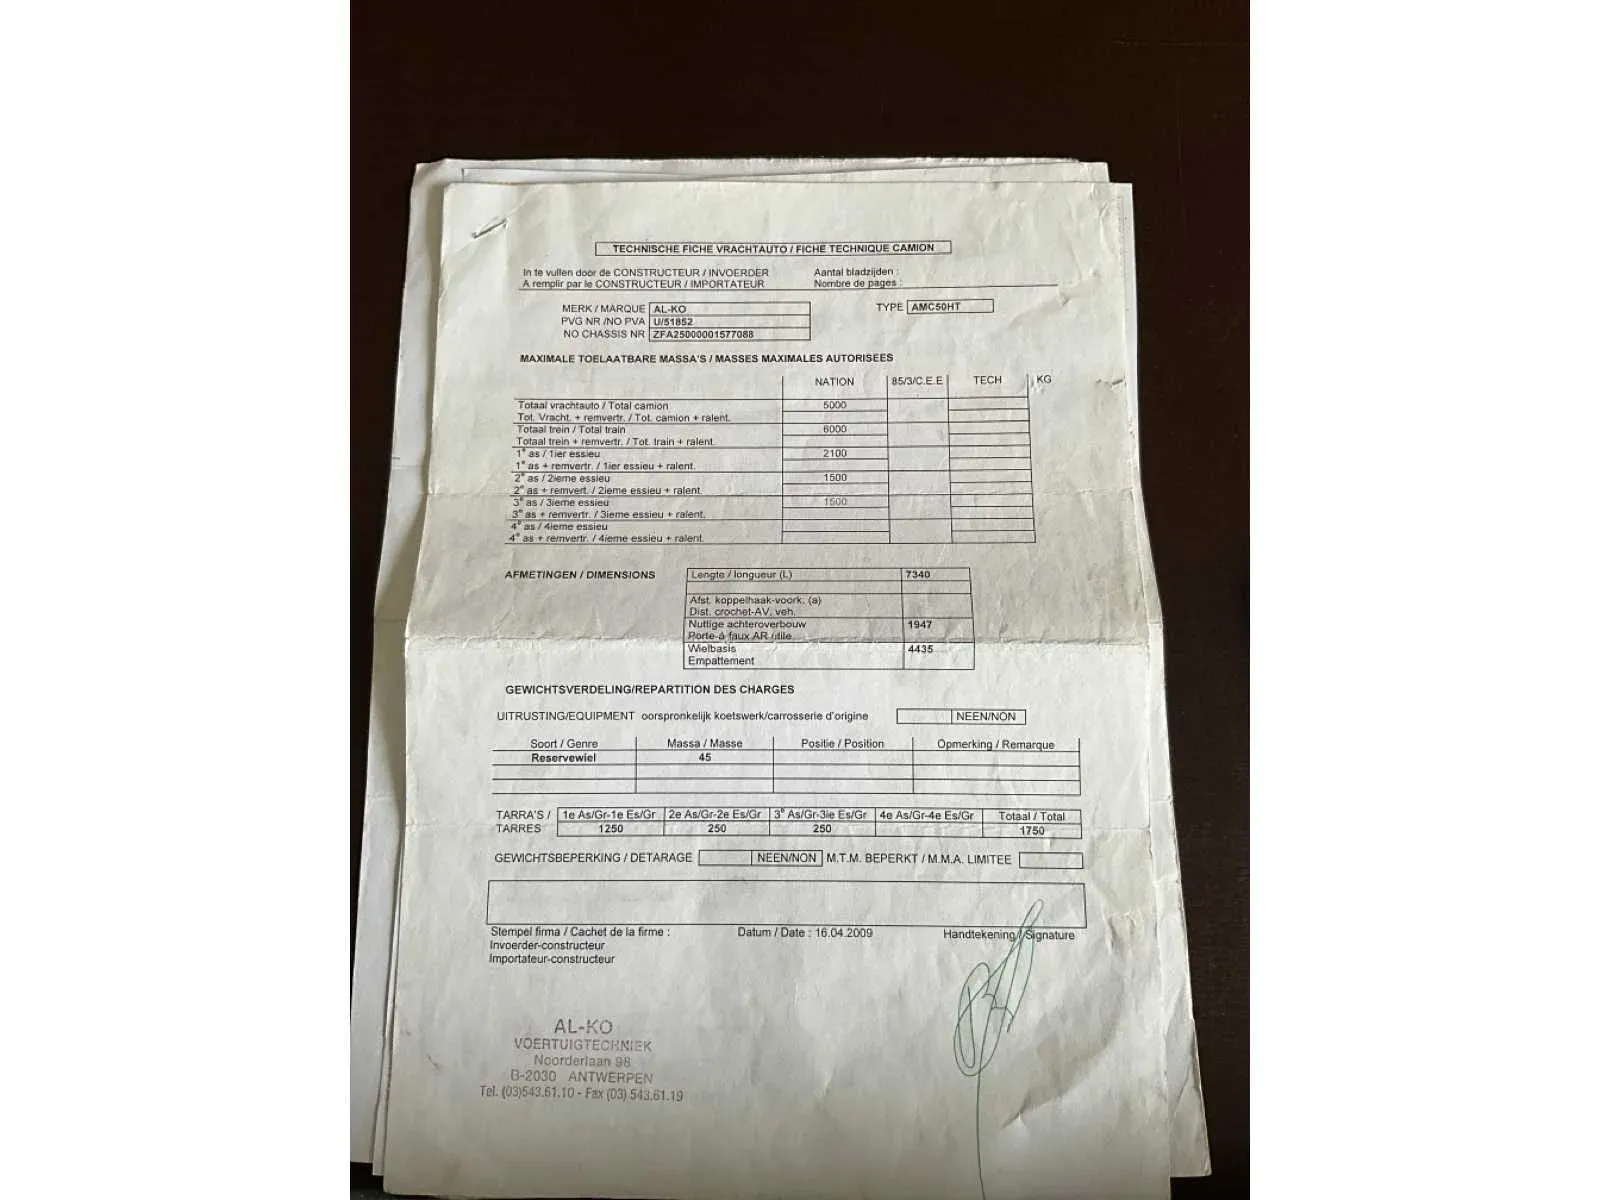 TECHNISCHE FICHE VRACHTAUTO / FICHE TECHNIQUE CAMION
In te vullen door de CONSTRUCTEUR / INVOERDER Aantal bladzijden :
A remplir par le CONSTRUCTEUR / IMPORTATEUR Nombre de pages :
MERK / MARQUE AL-KO TYPE AMC50HT
PVG NR /NO PVA U/51852
NO CHASSIS NR ZFA25000001577088
MAXIMALE TOELAATBARE MASSA'S / MASSES MAXIMALES AUTORISEES
NATION 85/3/C.E.E TECH KG
Totaal vrachtauto / Total camion 5000
Tot. Vracht. + remvertr. / Tot. camion + ralent.
Totaal trein / Total train 6000
Totaal trein + remvertr. / Tot. train + ralent.
1° as / 1ier essieu 2100
1° as + remvertr. / 1ier essieu + ralent.
2° as / 2ieme essieu 1500
2° as + remvert. / 2ieme essieu + ralent.
3° as / 3ieme essieu 1500
3° as + remvertr. / 3ieme essieu + ralent.
4° as / 4ieme essieu
4° as + remvertr. / 4ieme essieu + ralent.
AFMETINGEN / DIMENSIONS Lengte / longueur (L) 7340
Afst. koppelhaak-voork. (a)
Dist. crochet-AV. veh.
Nuttige achteroverbouw 1947
Porte-à faux AR utile
Wielbasis 4435
Empattement
GEWICHTSVERDELING/REPARTITION DES CHARGES
UITRUSTING/EQUIPMENT oorspronkelijk koetswerk/carrosserie d'origine NEEN/NON
Soort / Genre Massa / Masse Positie / Position Opmerking / Remarque
Reservewiel 45
TARRA'S / 1e As/Gr-1e Es/Gr 2e As/Gr-2e Es/Gr 3° As/Gr-3ie Es/Gr 4e As/Gr-4e Es/Gr Totaal / Total
TARRES 1250 250 250 1750
GEWICHTSBEPERKING / DETARAGE NEEN/NON M.T.M. BEPERKT / M.M.A. LIMITEE
Stempel firma / Cachet de la firme : Datum / Date : 16.04.2009 Handtekening / Signature
Invoerder-constructeur
Importateur-constructeur
AL-KO
VOERTUIGTECHNIEK
Noorderlaan 98
B-2030 ANTWERPEN
Tel. (03)543.61.10 - Fax (03) 543.61.19